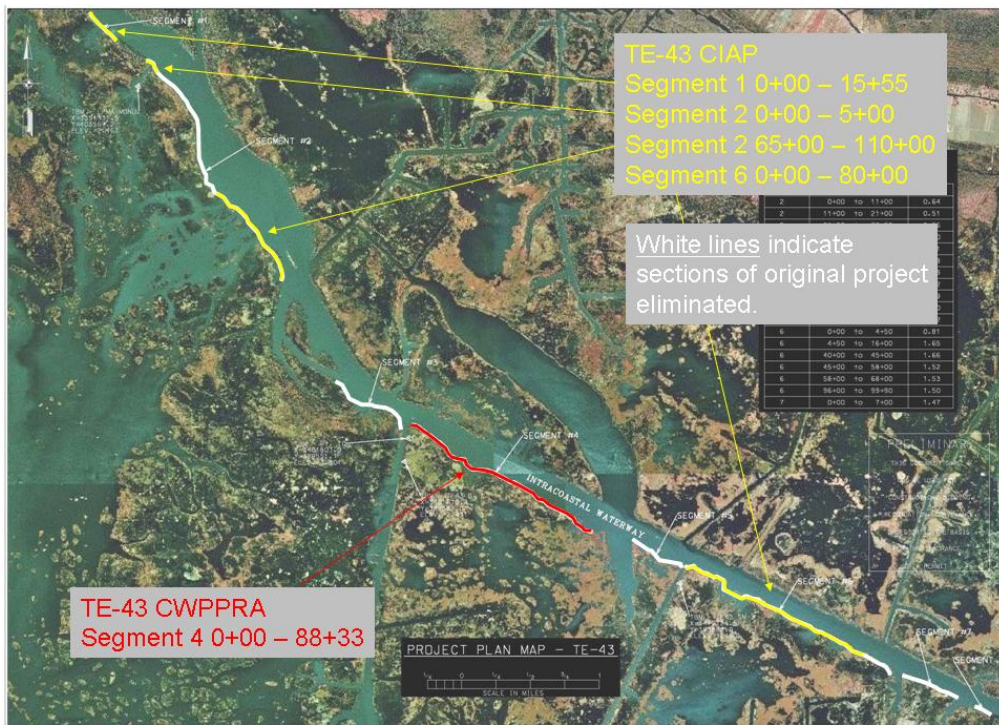 SEGMENT #1
TE-43 CIAP
Segment 1 0+00 – 15+55
Segment 2 0+00 – 5+00
Segment 2 65+00 – 110+00
Segment 6 0+00 – 80+00
SEGMENT #2
2 0+00 to 11+00 0.64
2 11+00 to 21+00 0.51
White lines indicate
sections of original project
eliminated.
6 0+00 to 4+50 0.81
6 4+50 to 16+00 1.65
6 40+00 to 45+00 1.66
6 45+00 to 58+00 1.52
6 58+00 to 68+00 1.53
6 96+00 to 99+90 1.50
7 0+00 to 7+00 1.47
SEGMENT #3
SEGMENT #4
PRELIMINARY
INTRACOASTAL WATERWAY
SEGMENT #5
PERMIT
SEGMENT #6
TE-43 CWPPRA
Segment 4 0+00 – 88+33
SEGMENT #7
SEGMENT
PROJECT PLAN MAP - TE-43
SCALE IN MILES